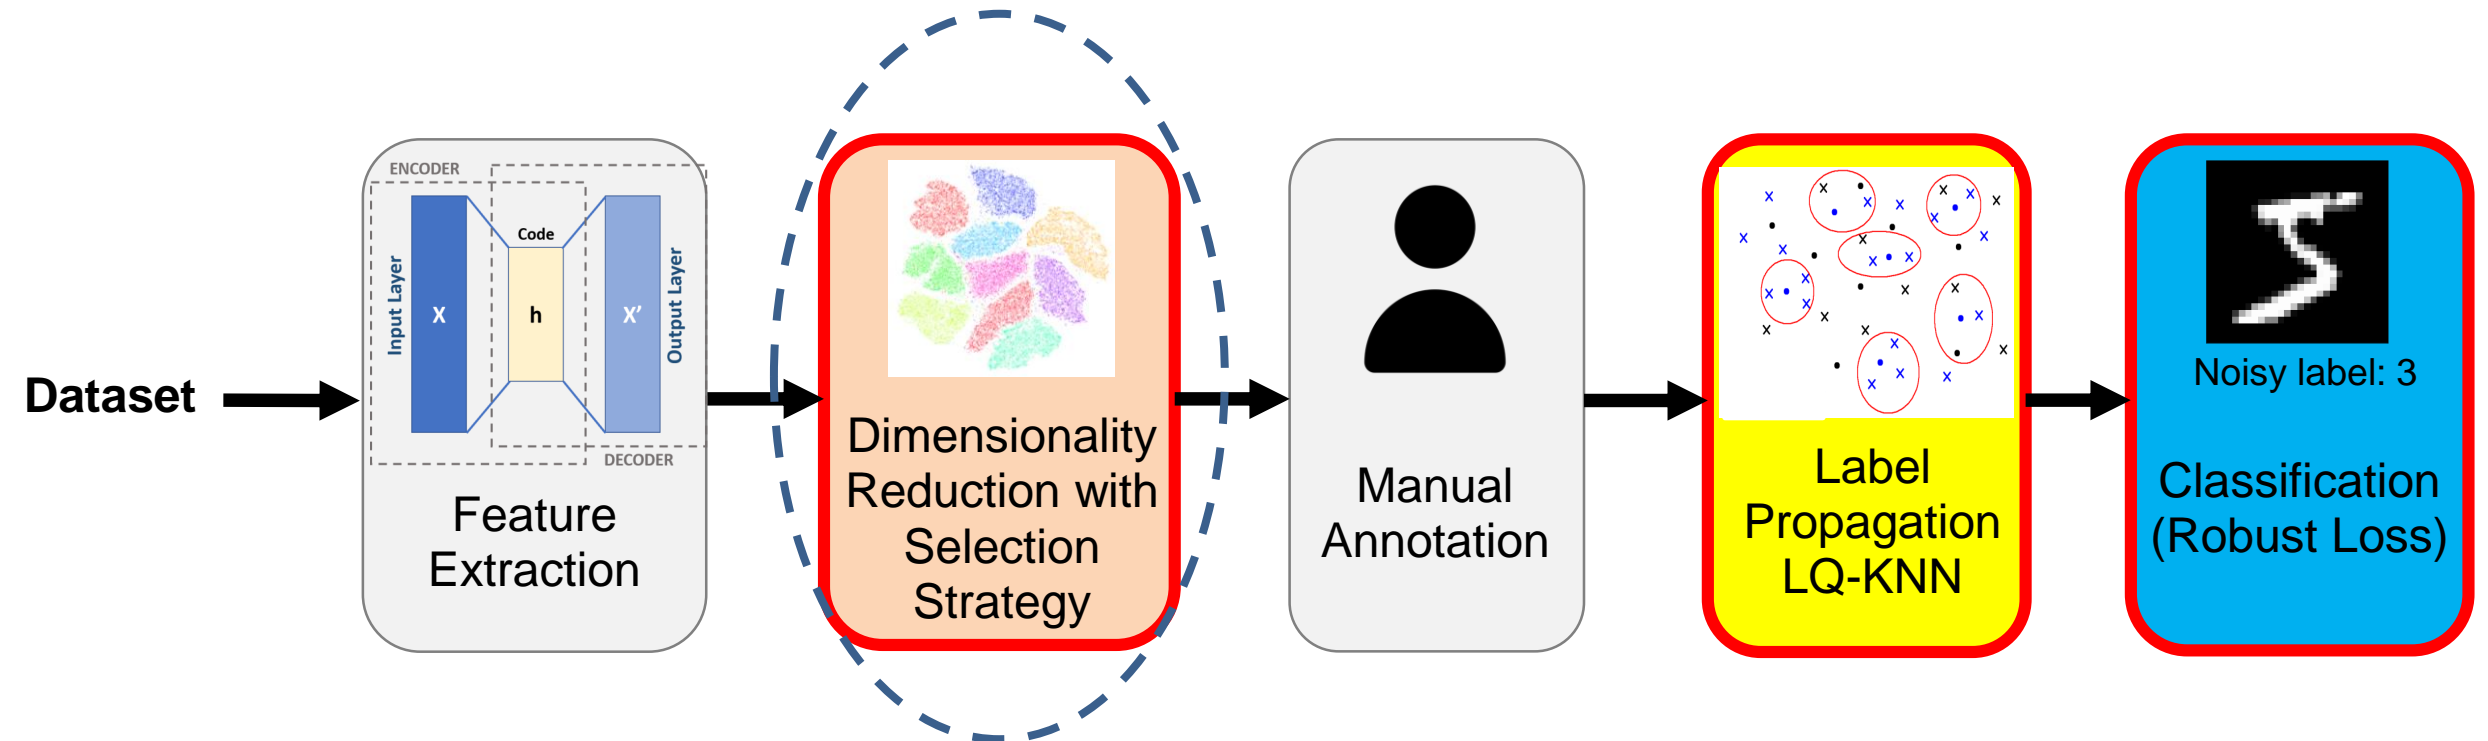 Dataset
ENCODER
Input Layer
X
Code
h
X'
Output Layer
DECODER
Feature
Extraction
Dimensionality
Reduction with
Selection
Strategy
Manual
Annotation
Label
Propagation
LQ-KNN
Noisy label: 3
Classification
(Robust Loss)